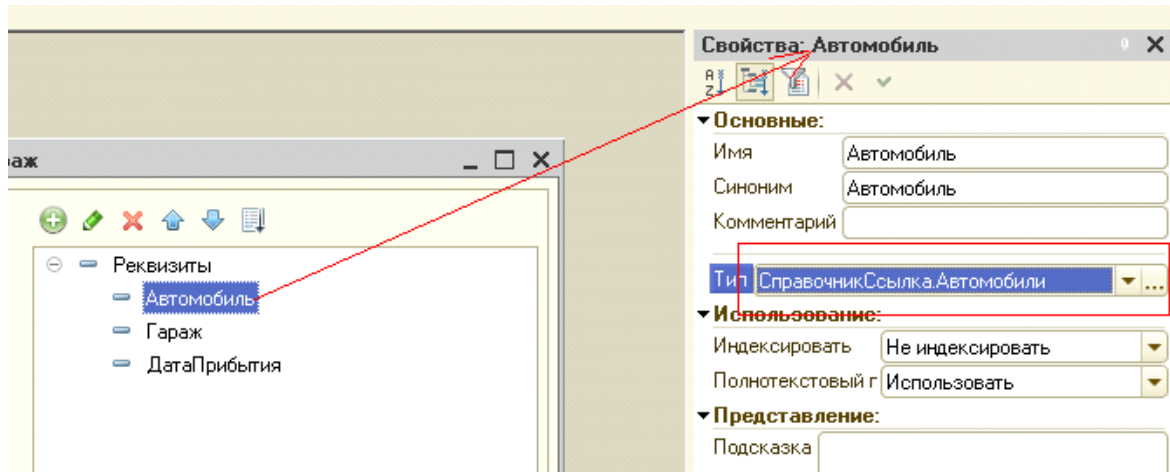 Свойства: Автомобиль
Основные:
Имя Автомобиль
Синоним Автомобиль
Комментарий
Тип СправочникСсылка.Автомобили ...
Использование:
Индексировать Не индексировать
Полнотекстовый г Использовать
Представление:
Подсказка
раж
Реквизиты
Автомобиль
Гараж
ДатаПрибытия